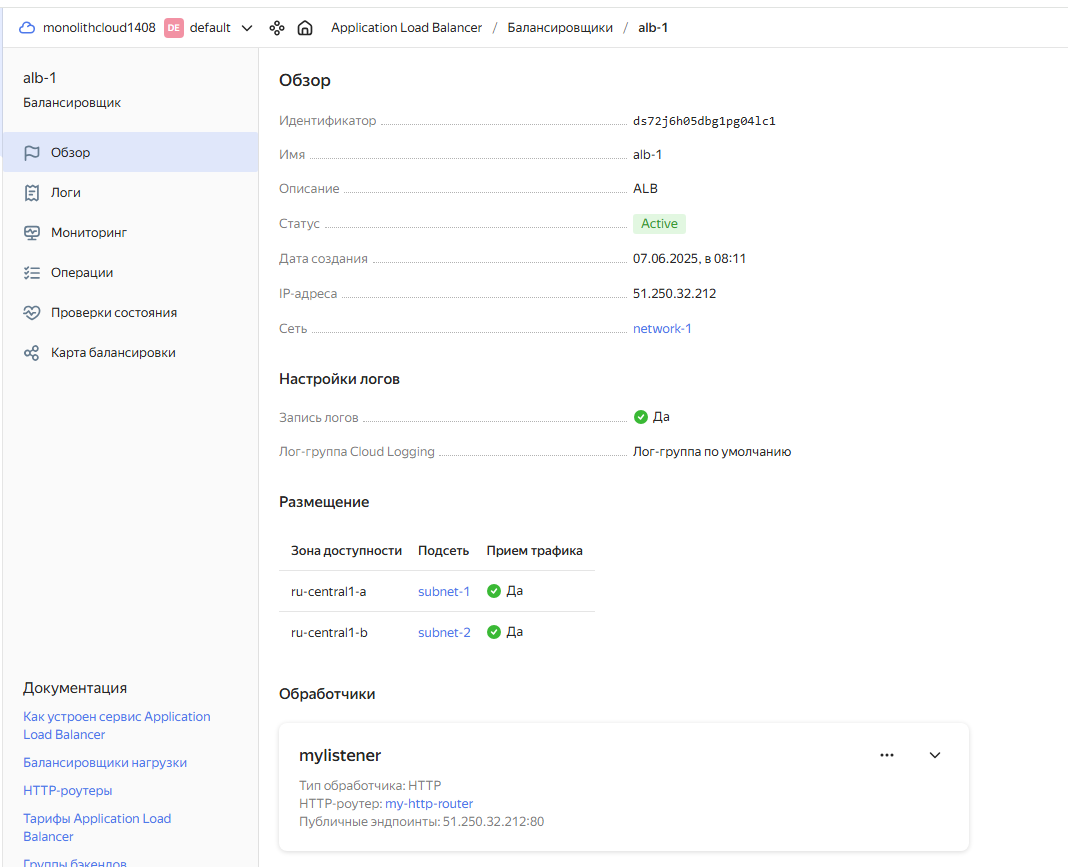 monolithcloud1408 DE default Application Load Balancer / Балансировщики / alb-1
alb-1
Балансировщик
Обзор
Логи
Мониторинг
Операции
Проверки состояния
Карта балансировки
Документация
Как устроен сервис Application
Load Balancer
Балансировщики нагрузки
HTTP-роутеры
Тарифы Application Load
Balancer
Группы бэкендов
Обзор
Идентификатор ds72j6h05dbg1pg04lc1
Имя alb-1
Описание ALB
Статус Active
Дата создания 07.06.2025, в 08:11
IP-адреса 51.250.32.212
Сеть network-1
Настройки логов
Запись логов Да
Лог-группа Cloud Logging Лог-группа по умолчанию
Размещение
Зона доступности Подсеть Прием трафика
ru-central1-a subnet-1 Да
ru-central1-b subnet-2 Да
Обработчики
mylistener
Тип обработчика: HTTP
HTTP-роутер: my-http-router
Публичные эндпоинты: 51.250.32.212:80